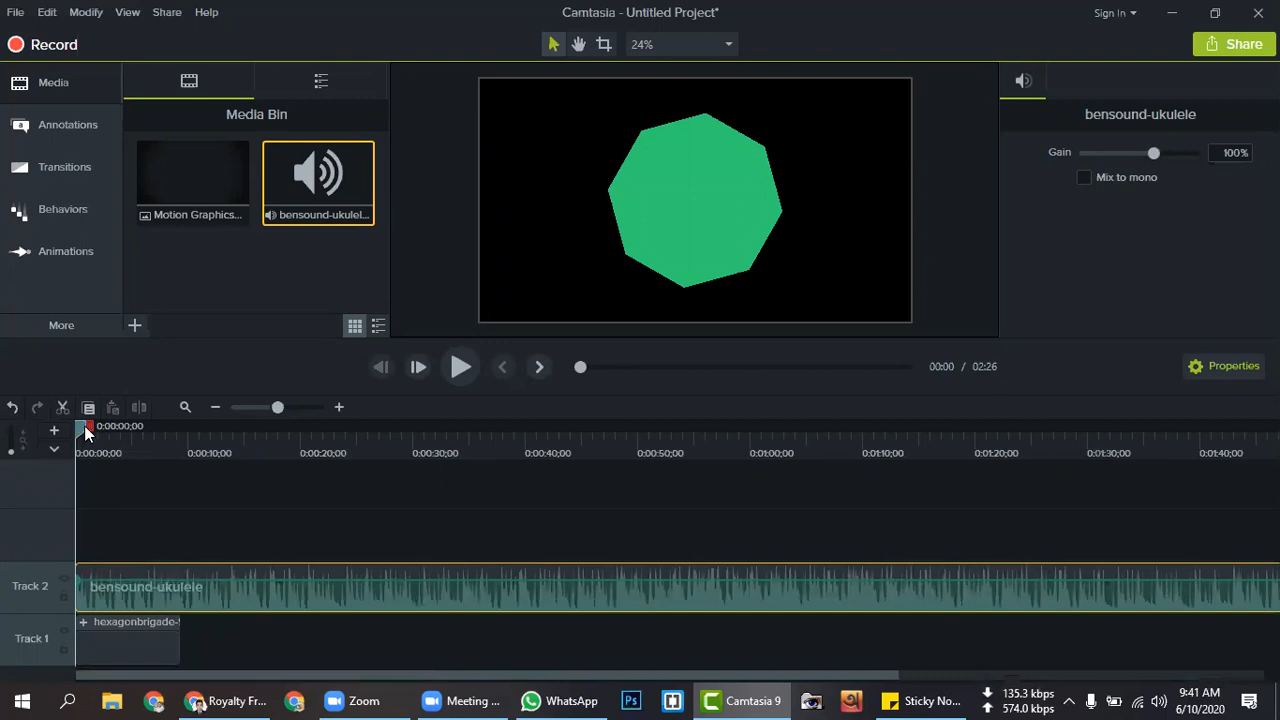 File Edit Modify View Share Help
Camtasia - Untitled Project*
Sign In
Record
24%
Share
Media
Annotations
Transitions
Behaviors
Animations
More
Media Bin
Motion Graphics...
bensound-ukulel...
bensound-ukulele
Gain 100%
Mix to mono
00:00 / 02:26
Properties
0:00:00;00
0:00:00;00 0:00:10;00 0:00:20;00 0:00:30;00 0:00:40;00 0:00:50;00 0:01:00;00 0:01:10;00 0:01:20;00 0:01:30;00 0:01:40;00
Track 2
bensound-ukulele
Track 1
hexagonbrigade-
Royalty Fr...
Zoom
Meeting ...
WhatsApp
Ps
Camtasia 9
Sticky No...
135.3 kbps
574.0 kbps
9:41 AM
6/10/2020